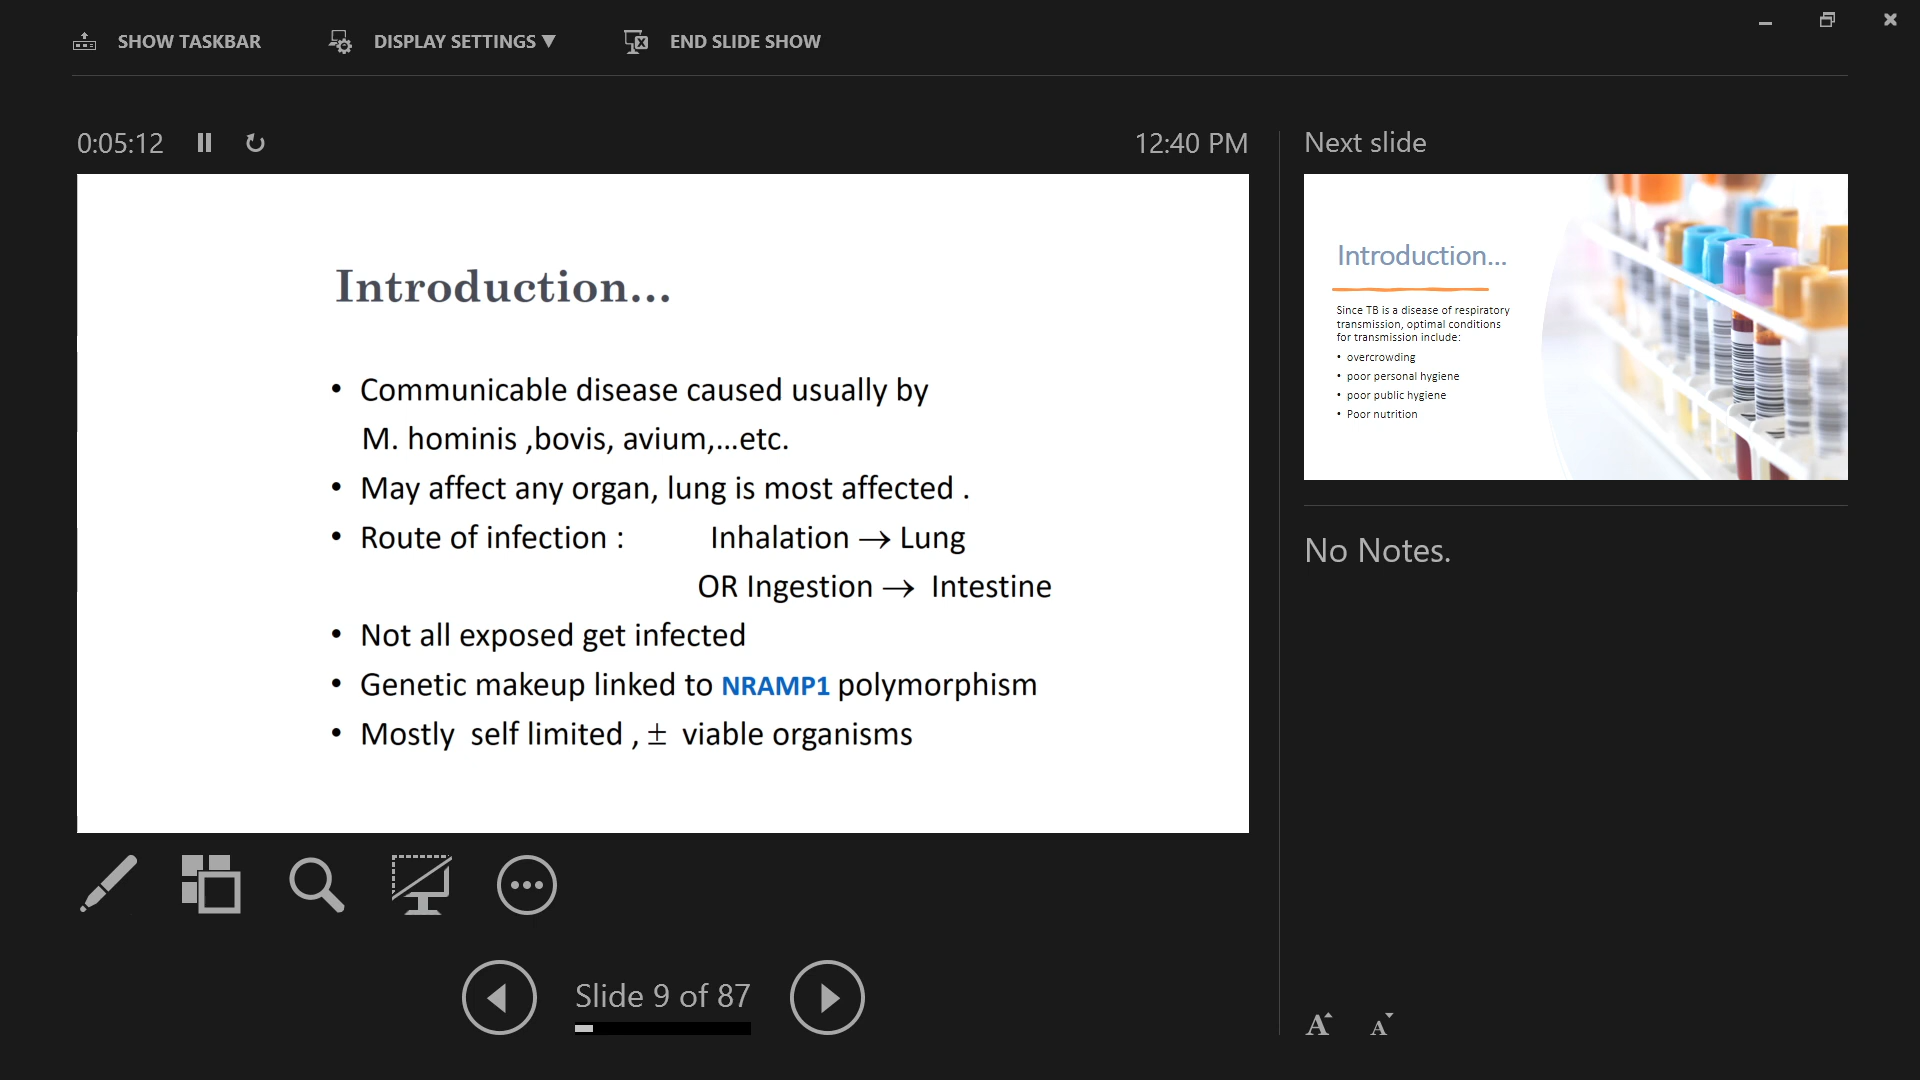 SHOW TASKBAR
DISPLAY SETTINGS ▼
END SLIDE SHOW
0:05:12
12:40 PM
Introduction...
• Communicable disease caused usually by
M. hominis ,bovis, avium,...etc.
• May affect any organ, lung is most affected .
• Route of infection : Inhalation → Lung
OR Ingestion → Intestine
• Not all exposed get infected
• Genetic makeup linked to NRAMP1 polymorphism
• Mostly self limited , ± viable organisms
Slide 9 of 87
Next slide
Introduction...
Since TB is a disease of respiratory
transmission, optimal conditions
for transmission include:
• overcrowding
• poor personal hygiene
• poor public hygiene
• Poor nutrition
No Notes.
A A